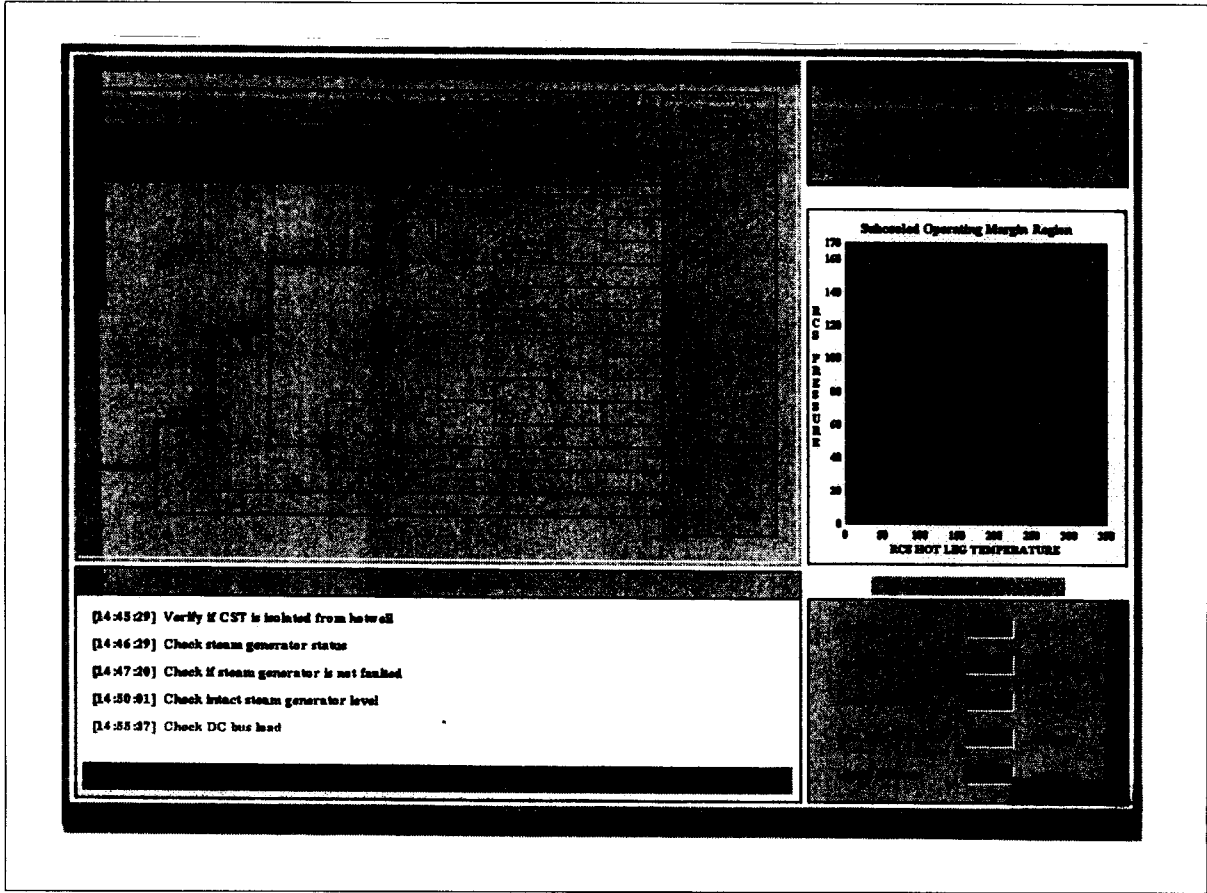 Subcooled Operating Margin Region
170
160
140
120
100
80
60
40
20
0
RCS PRESSURE
0 50 100 150 200 250 300 350
RCS HOT LEG TEMPERATURE
[14:45:29] Verify if CST is isolated from hotwell
[14:46:29] Check steam generator status
[14:47:20] Check if steam generator is not faulted
[14:50:01] Check intact steam generator level
[14:55:37] Check DC bus load